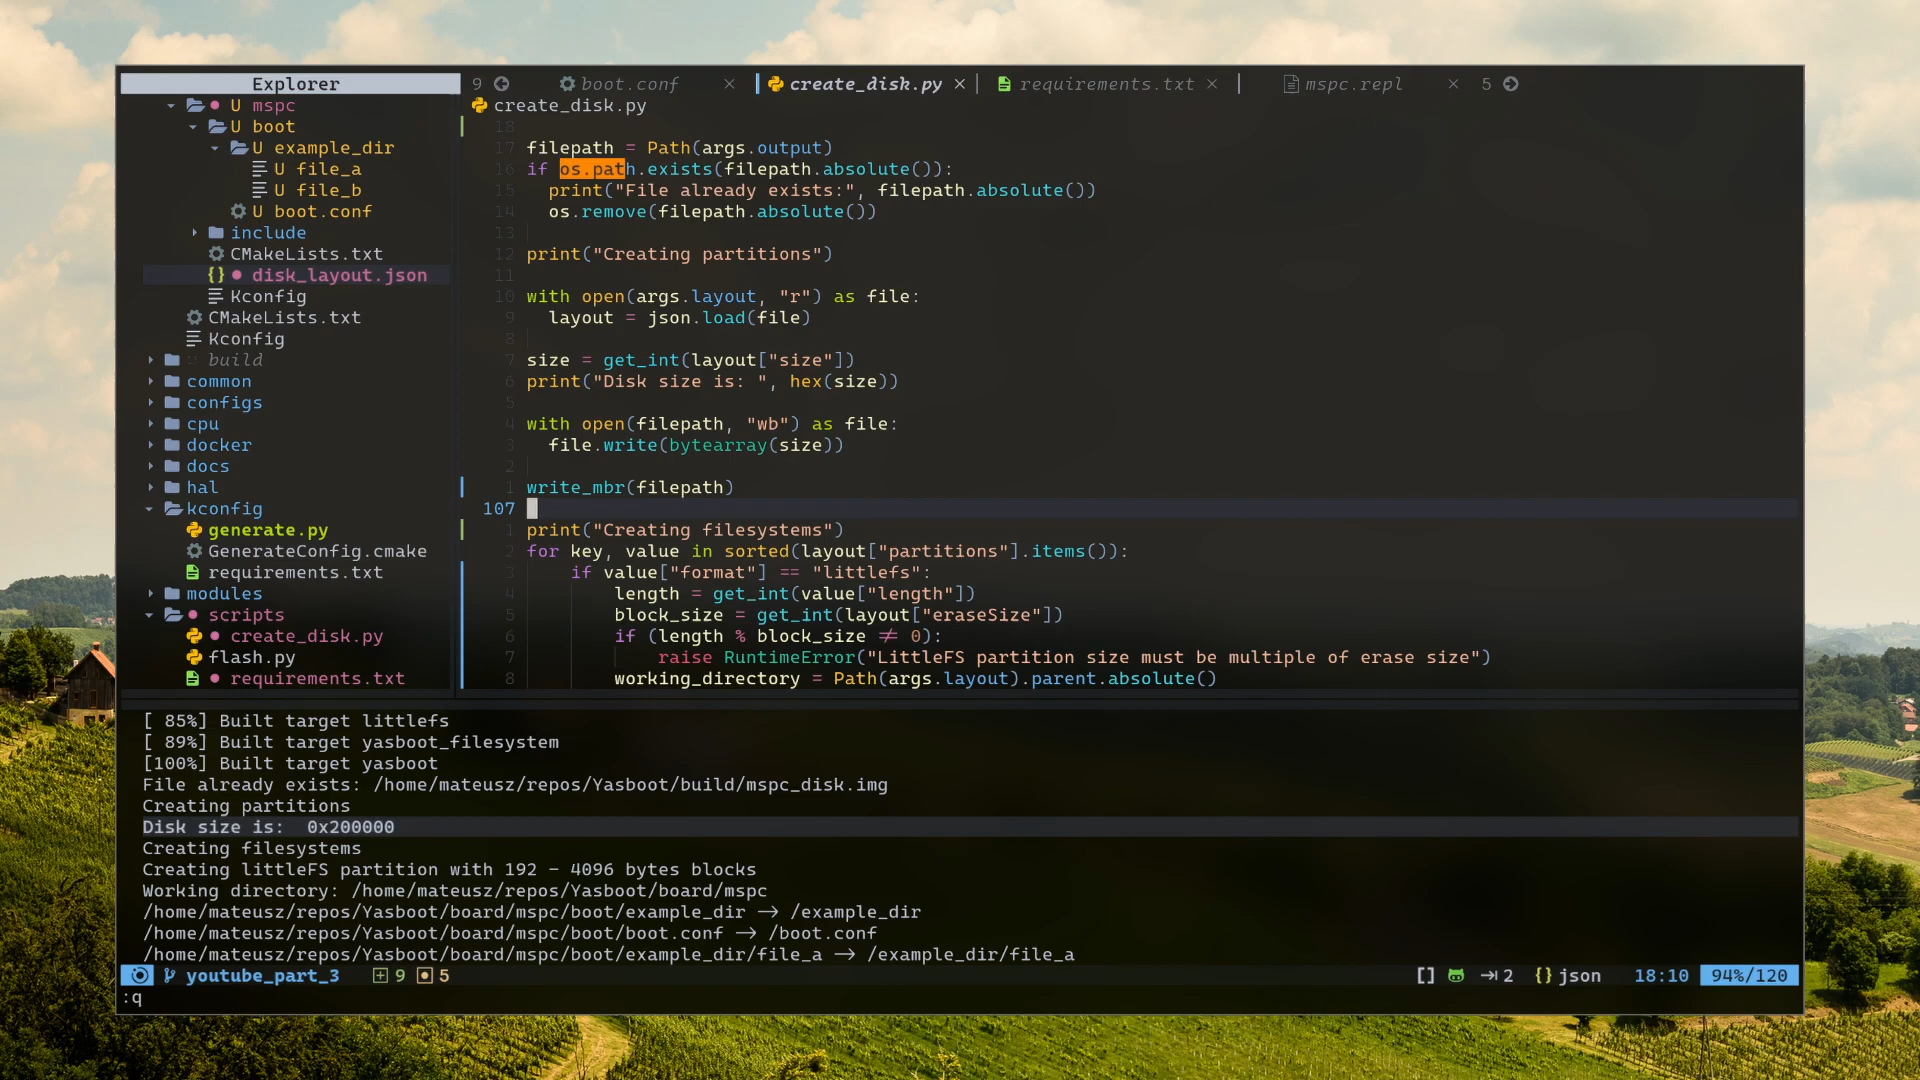 Explorer
9 boot.conf × create_disk.py × requirements.txt × mspc.repl × 5
U mspc
U boot
U example_dir
U file_a
U file_b
U boot.conf
include
CMakeLists.txt
{} disk_layout.json
Kconfig
CMakeLists.txt
Kconfig
build
common
configs
cpu
docker
docs
hal
kconfig
generate.py
GenerateConfig.cmake
requirements.txt
modules
scripts
create_disk.py
flash.py
requirements.txt
create_disk.py
18
17 filepath = Path(args.output)
16 if os.path.exists(filepath.absolute()):
15 print("File already exists:", filepath.absolute())
14 os.remove(filepath.absolute())
13
12 print("Creating partitions")
11
10 with open(args.layout, "r") as file:
9 layout = json.load(file)
8
7 size = get_int(layout["size"])
6 print("Disk size is: ", hex(size))
5
4 with open(filepath, "wb") as file:
3 file.write(bytearray(size))
2
1 write_mbr(filepath)
107
1 print("Creating filesystems")
2 for key, value in sorted(layout["partitions"].items()):
3 if value["format"] == "littlefs":
4 length = get_int(value["length"])
5 block_size = get_int(layout["eraseSize"])
6 if (length % block_size ≠ 0):
7 raise RuntimeError("LittleFS partition size must be multiple of erase size")
8 working_directory = Path(args.layout).parent.absolute()
[ 85%] Built target littlefs
[ 89%] Built target yasboot_filesystem
[100%] Built target yasboot
File already exists: /home/mateusz/repos/Yasboot/build/mspc_disk.img
Creating partitions
Disk size is:  0x200000
Creating filesystems
Creating littleFS partition with 192 - 4096 bytes blocks
Working directory: /home/mateusz/repos/Yasboot/board/mspc
/home/mateusz/repos/Yasboot/board/mspc/boot/example_dir → /example_dir
/home/mateusz/repos/Yasboot/board/mspc/boot/boot.conf → /boot.conf
/home/mateusz/repos/Yasboot/board/mspc/boot/example_dir/file_a → /example_dir/file_a
youtube_part_3 9 5 [] 2 {} json 18:10 94%/120
:q